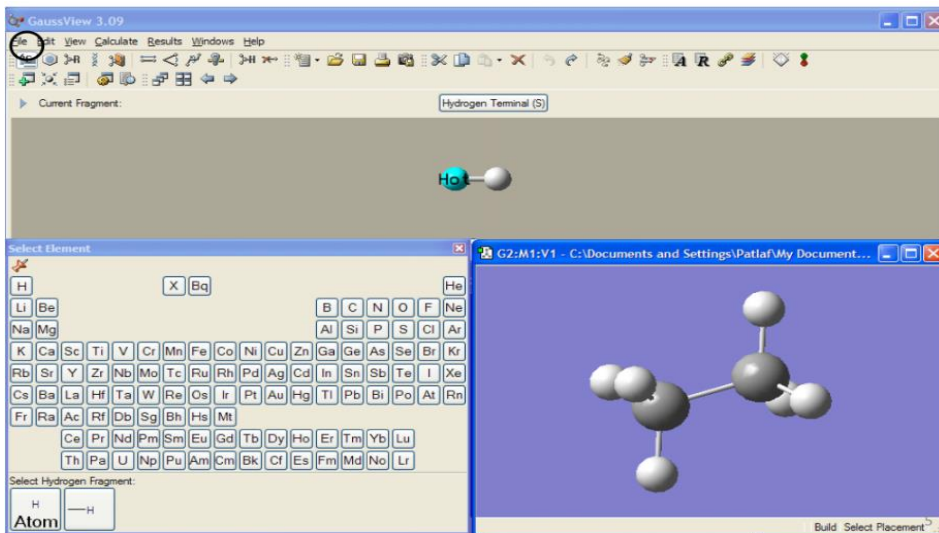 GaussView 3.09
File Edit View Calculate Results Windows Help
Current Fragment:
Hydrogen Terminal (S)
Hot
Select Element
H X Bq He
Li Be B C N O F Ne
Na Mg Al Si P S Cl Ar
K Ca Sc Ti V Cr Mn Fe Co Ni Cu Zn Ga Ge As Se Br Kr
Rb Sr Y Zr Nb Mo Tc Ru Rh Pd Ag Cd In Sn Sb Te I Xe
Cs Ba La Hf Ta W Re Os Ir Pt Au Hg Tl Pb Bi Po At Rn
Fr Ra Ac Rf Db Sg Bh Hs Mt
Ce Pr Nd Pm Sm Eu Gd Tb Dy Ho Er Tm Yb Lu
Th Pa U Np Pu Am Cm Bk Cf Es Fm Md No Lr
Select Hydrogen Fragment:
H
Atom
H
G2:M1:V1 - C:\Documents and Settings\Patlaf\My Document...
Build Select Placement